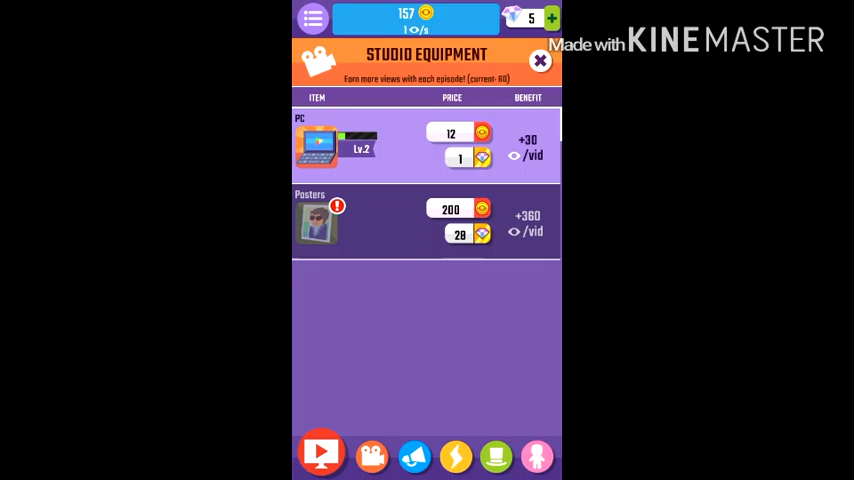 157
1 /s
5
Made with KINEMASTER
STUDIO EQUIPMENT
Earn more views with each episode! (current- 60)
ITEM PRICE BENEFIT
PC
Lv.2
12
1
+30
/vid
Posters
200
28
+360
/vid